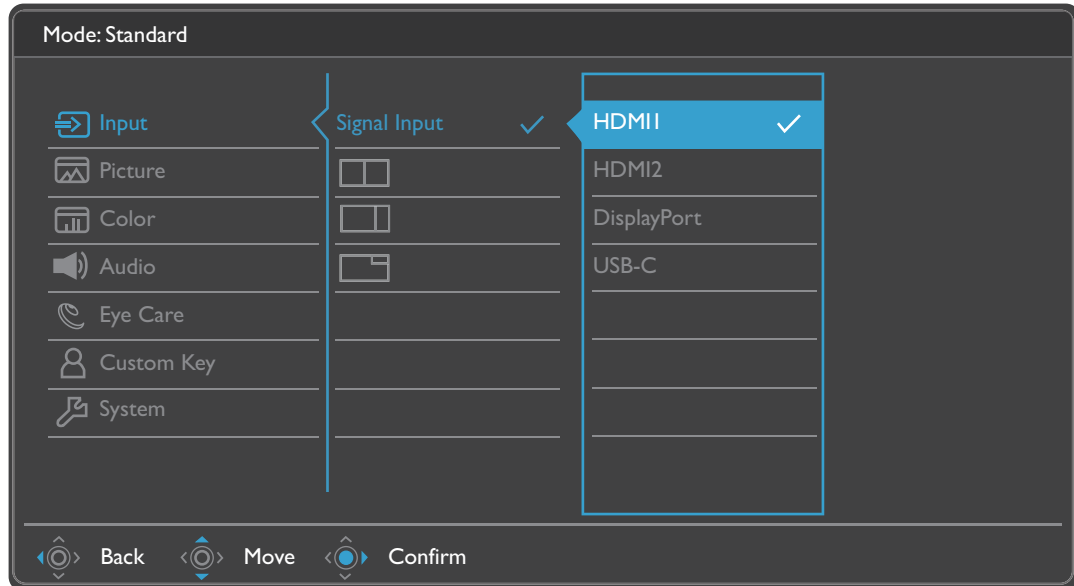 Mode: Standard
Input
Signal Input
HDMI1
Picture
HDMI2
Color
DisplayPort
Audio
USB-C
Eye Care
Custom Key
System
Back Move Confirm